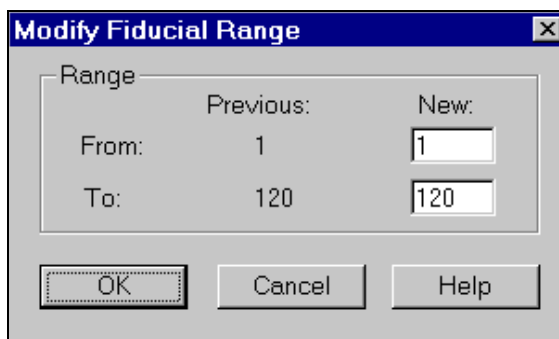 Modify Fiducial Range
Range
Previous: New:
From: 1 1
To: 120 120
OK Cancel Help